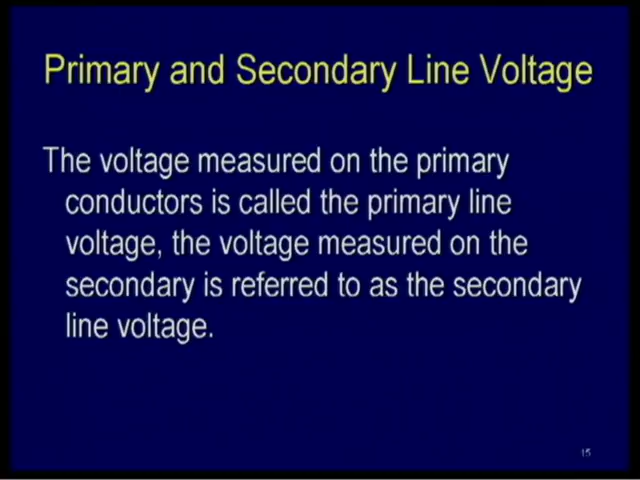 Primary and Secondary Line Voltage
The voltage measured on the primary
conductors is called the primary line
voltage, the voltage measured on the
secondary is referred to as the secondary
line voltage.
15